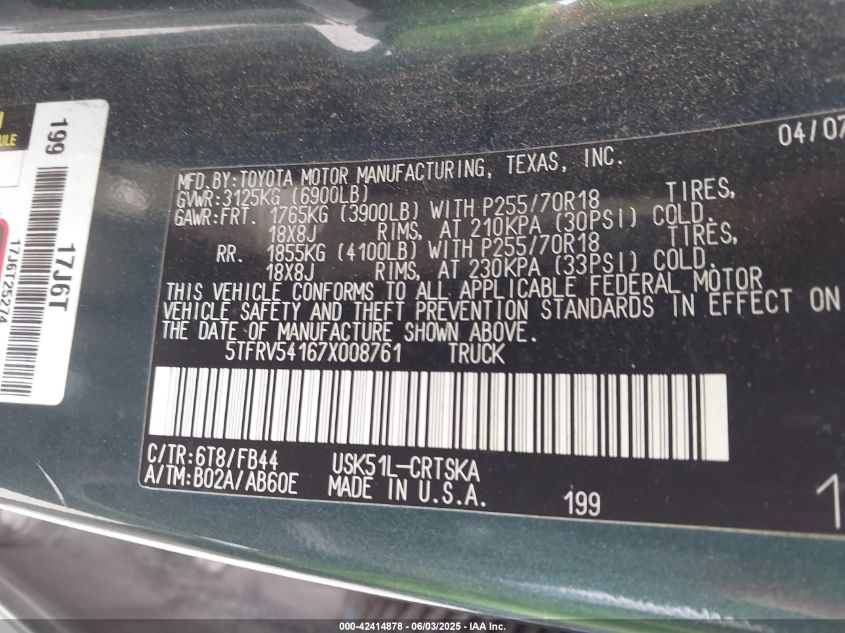 04/07
MFD.BY:TOYOTA MOTOR MANUFACTURING, TEXAS, INC.
GVWR:3125KG (6900LB)
GAWR:FRT. 1765KG (3900LB) WITH P255/70R18 TIRES,
18X8J RIMS, AT 210KPA (30PSI) COLD.
RR. 1855KG (4100LB) WITH P255/70R18 TIRES,
18X8J RIMS, AT 230KPA (33PSI) COLD.
THIS VEHICLE CONFORMS TO ALL APPLICABLE FEDERAL MOTOR
VEHICLE SAFETY AND THEFT PREVENTION STANDARDS IN EFFECT ON
THE DATE OF MANUFACTURE SHOWN ABOVE.
5TFRV54167X008761 TRUCK
C/TR:6T8/FB44 USK51L-CRTSKA
A/TM:B02A/AB60E MADE IN U.S.A. 199
199
17J6T
17J6T25274
000-42414878 - 06/03/2025 - IAA Inc.